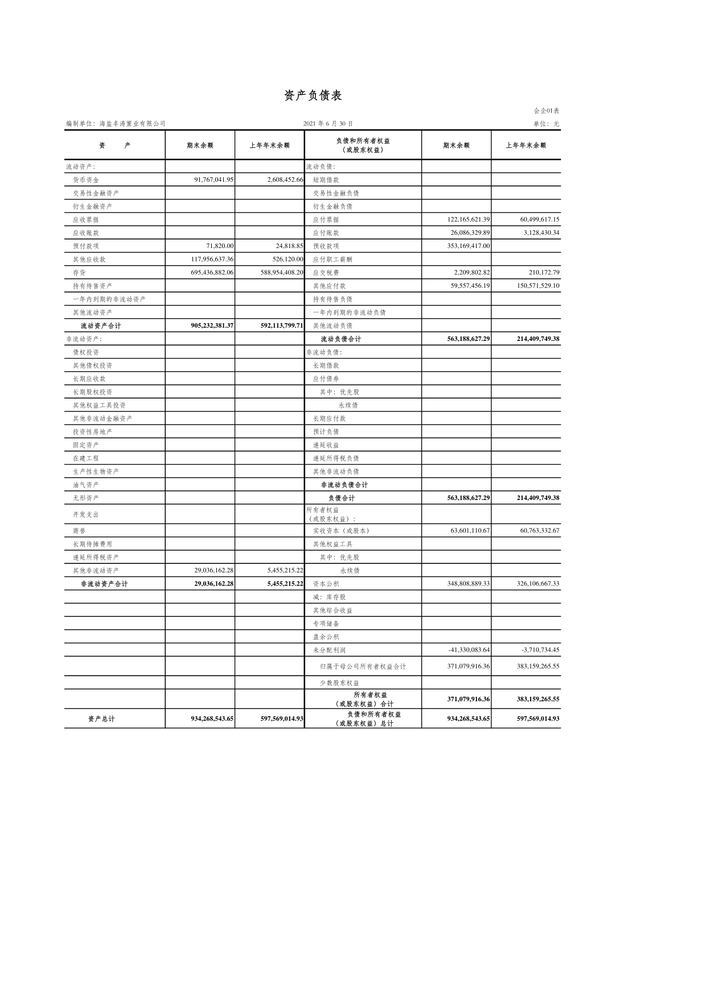 资产负债表
会企01表
编制单位：海盐丰涛置业有限公司 2021 年 6 月 30 日 单位：元
资 产 期末余额 上年年末余额 负债和所有者权益（或股东权益） 期末余额 上年年末余额
流动资产： 流动负债：
货币资金 91,767,041.95 2,608,452.66 短期借款
交易性金融资产 交易性金融负债
衍生金融资产 衍生金融负债
应收票据 应付票据 122,165,621.39 60,499,617.15
应收账款 应付账款 26,086,329.89 3,128,430.34
预付款项 71,820.00 24,818.85 预收款项 353,169,417.00
其他应收款 117,956,637.36 526,120.00 应付职工薪酬
存货 695,436,882.06 588,954,408.20 应交税费 2,209,802.82 210,172.79
持有待售资产 其他应付款 59,557,456.19 150,571,529.10
一年内到期的非流动资产 持有待售负债
其他流动资产 一年内到期的非流动负债
流动资产合计 905,232,381.37 592,113,799.71 其他流动负债
非流动资产： 流动负债合计 563,188,627.29 214,409,749.38
债权投资 非流动负债：
其他债权投资 长期借款
长期应收款 应付债券
长期股权投资 其中：优先股
其他权益工具投资 永续债
其他非流动金融资产 长期应付款
投资性房地产 预计负债
固定资产 递延收益
在建工程 递延所得税负债
生产性生物资产 其他非流动负债
油气资产 非流动负债合计
无形资产 负债合计 563,188,627.29 214,409,749.38
开发支出 所有者权益（或股东权益）：
商誉 实收资本（或股本） 63,601,110.67 60,763,332.67
长期待摊费用 其他权益工具
递延所得税资产 其中：优先股
其他非流动资产 29,036,162.28 5,455,215.22 永续债
非流动资产合计 29,036,162.28 5,455,215.22 资本公积 348,808,889.33 326,106,667.33
减：库存股
其他综合收益
专项储备
盈余公积
未分配利润 -41,330,083.64 -3,710,734.45
归属于母公司所有者权益合计 371,079,916.36 383,159,265.55
少数股东权益
所有者权益（或股东权益）合计 371,079,916.36 383,159,265.55
资产总计 934,268,543.65 597,569,014.93 负债和所有者权益（或股东权益）总计 934,268,543.65 597,569,014.93